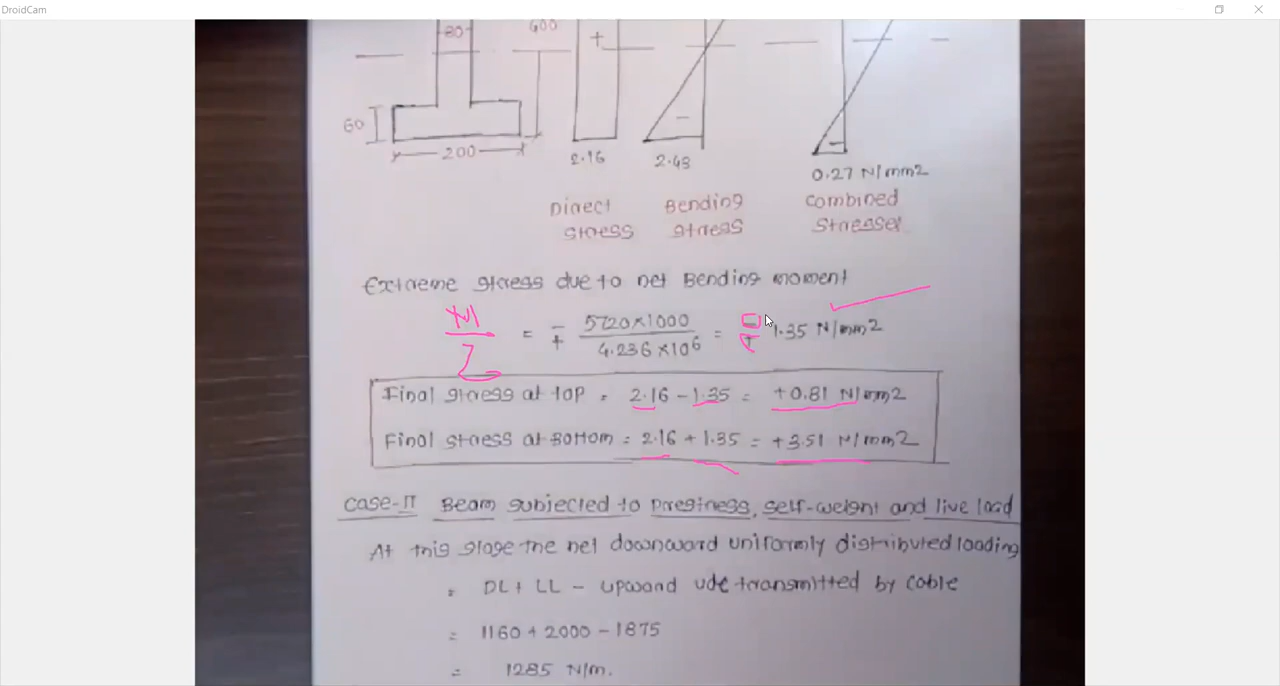 DroidCam
80
400
+
60
200
-
-
2.16
2.43
0.27 N/mm2
Direct
stress
Bending
stress
Combined
Stresses
Extreme stress due to net Bending moment
M/Z = ∓ 5720×1000 / 4.236×10⁶ = ∓ 1.35 N/mm2
Final stress at top = 2.16 - 1.35 = +0.81 N/mm2
Final stress at Bottom = 2.16 + 1.35 = +3.51 N/mm2
Case-II Beam subjected to prestress, self-weight and live load
At this stage the net downward uniformly distributed loading
= DL + LL - upward udl transmitted by cable
= 1160 + 2000 - 1875
= 1285 N/m.